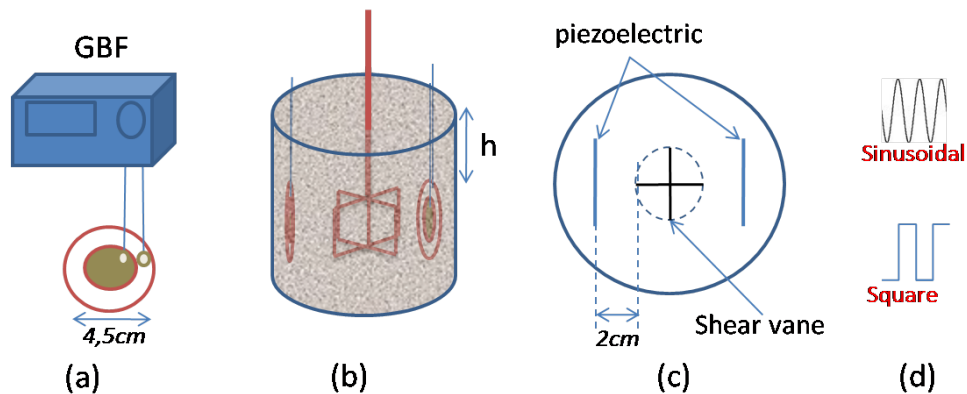 GBF
4,5cm
(a)
h
(b)
piezoelectric
2cm
Shear vane
(c)
Sinusoidal
Square
(d)